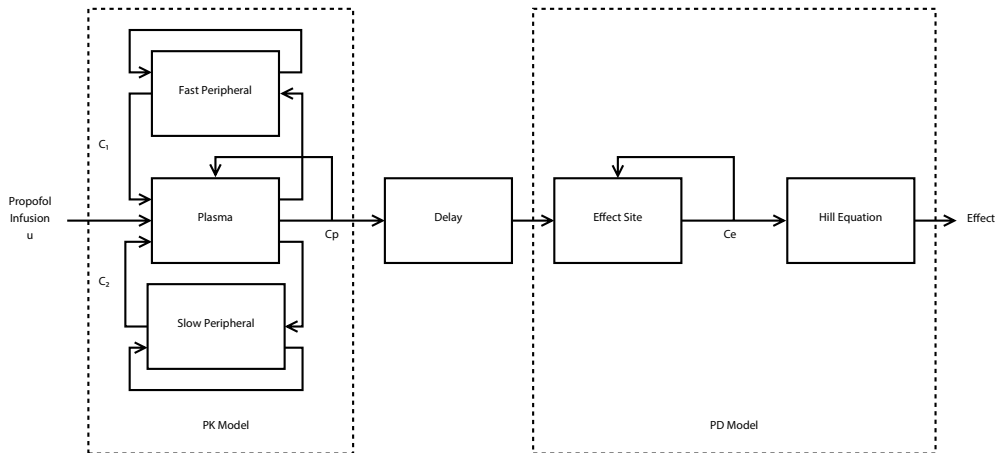 Fast Peripheral
C₁
Propofol
Infusion
u
Plasma
Cp
Delay
Effect Site
Ce
Hill Equation
Effect
C₂
Slow Peripheral
PK Model
PD Model